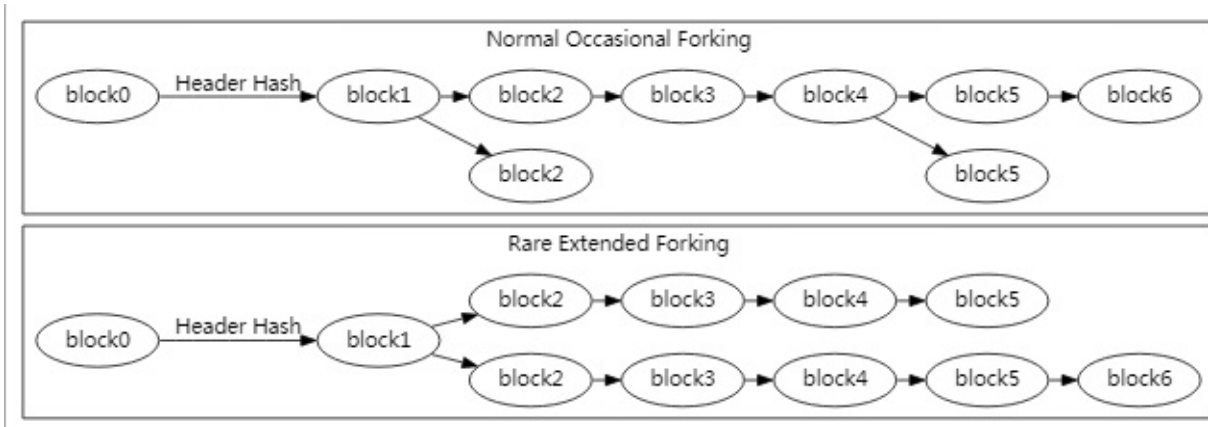 Normal Occasional Forking
block0 Header Hash block1 block2 block3 block4 block5 block6
block2 block5
Rare Extended Forking
block2 block3 block4 block5
block0 Header Hash block1
block2 block3 block4 block5 block6